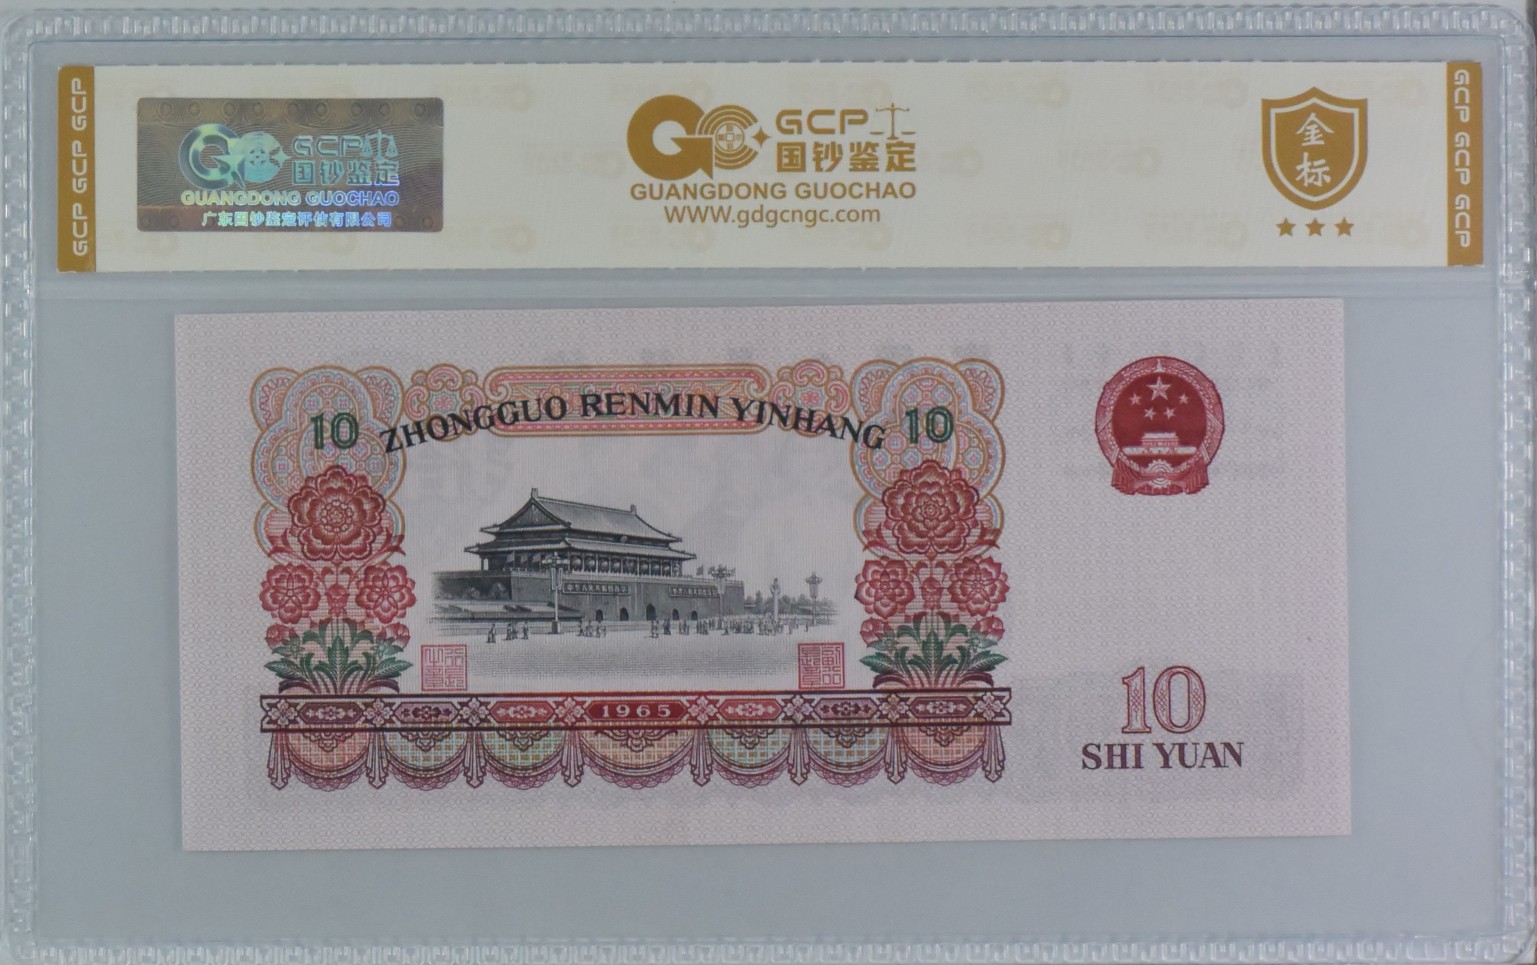 GCP GCP GCP
GCP
国钞鉴定
GUANGDONG GUOCHAO
广东国钞鉴定评估有限公司
GCP
国钞鉴定
GUANGDONG GUOCHAO
WWW.gdgcngc.com
金
标
GCP GCP GCP
10 ZHONGGUO RENMIN YINHANG 10
1965
10
SHI YUAN